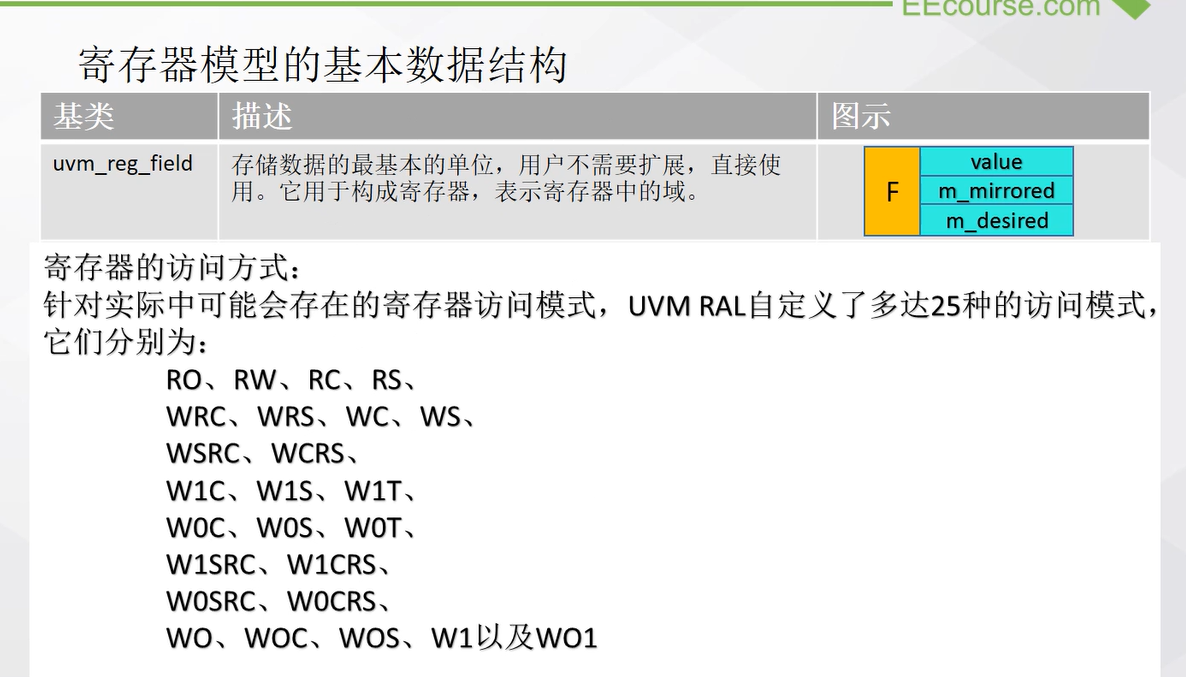 EEcourse.com
寄存器模型的基本数据结构
基类 描述 图示
uvm_reg_field 存储数据的最基本的单位，用户不需要扩展，直接使
用。它用于构成寄存器，表示寄存器中的域。
F
value
m_mirrored
m_desired
寄存器的访问方式：
针对实际中可能会存在的寄存器访问模式，UVM RAL自定义了多达25种的访问模式，
它们分别为：
RO、RW、RC、RS、
WRC、WRS、WC、WS、
WSRC、WCRS、
W1C、W1S、W1T、
W0C、W0S、W0T、
W1SRC、W1CRS、
W0SRC、W0CRS、
WO、WOC、WOS、W1以及WO1